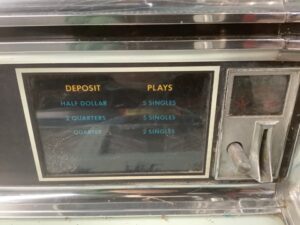 DEPOSIT PLAYS
HALF DOLLAR 5 SINGLES
2 QUARTERS 5 SINGLES
QUARTER 2 SINGLES